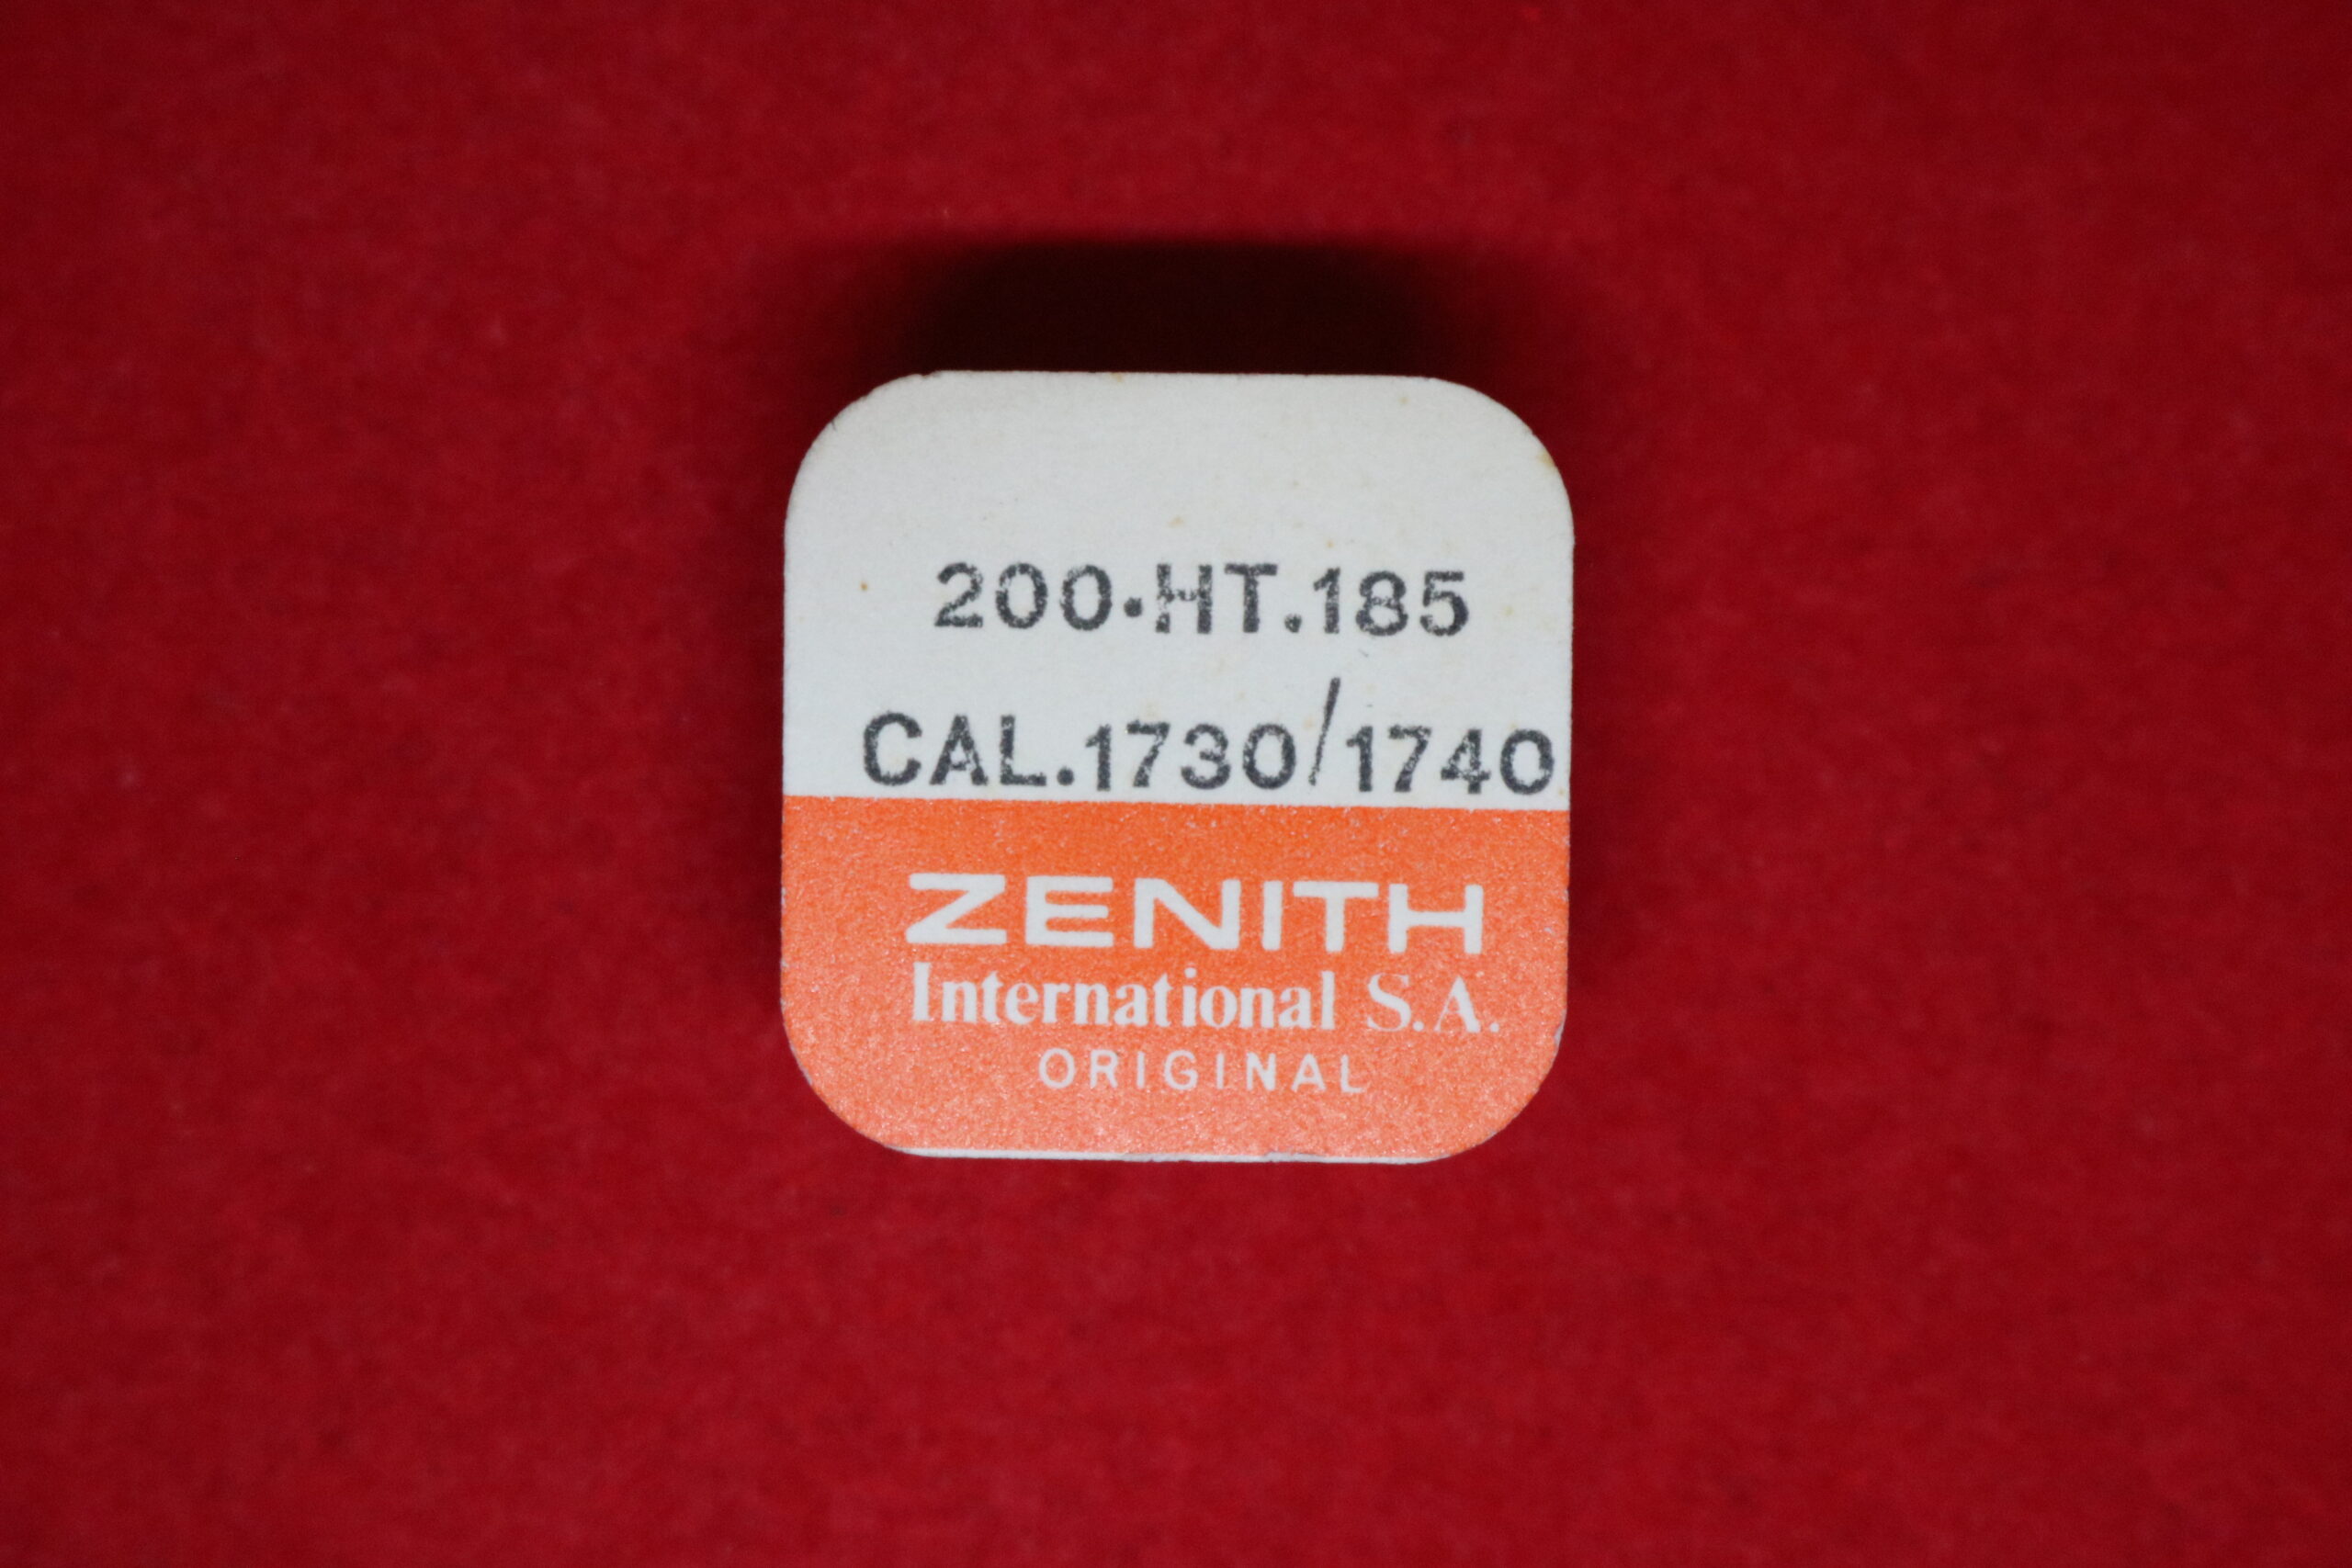 200.HT.185
CAL.1730/1740
ZENITH
International S.A.
ORIGINAL